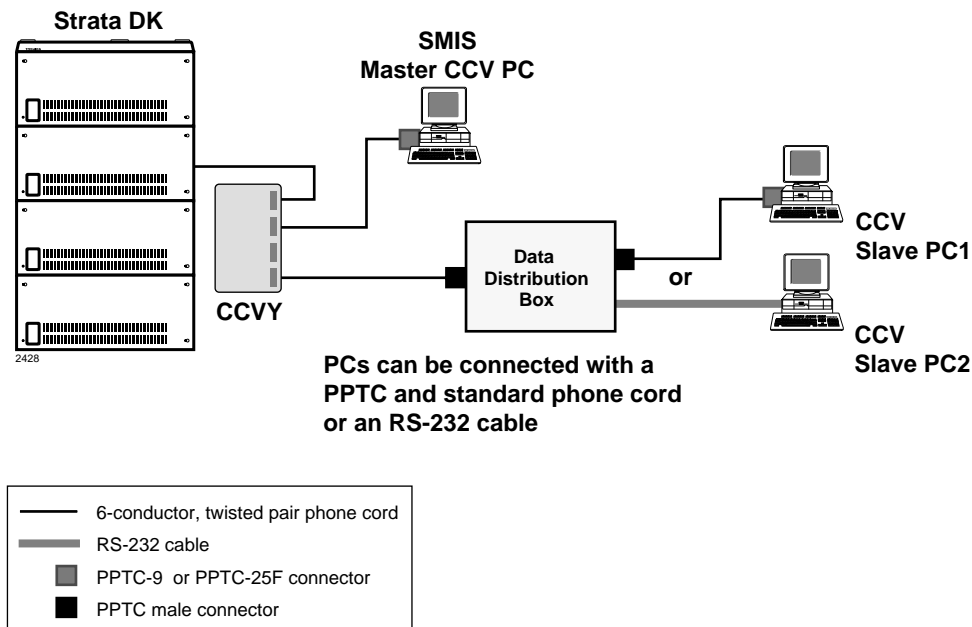 Strata DK
SMIS
Master CCV PC
CCVY
Data
Distribution
Box
or
CCV
Slave PC1
CCV
Slave PC2
2428
PCs can be connected with a
PPTC and standard phone cord
or an RS-232 cable
6-conductor, twisted pair phone cord
RS-232 cable
PPTC-9 or PPTC-25F connector
PPTC male connector